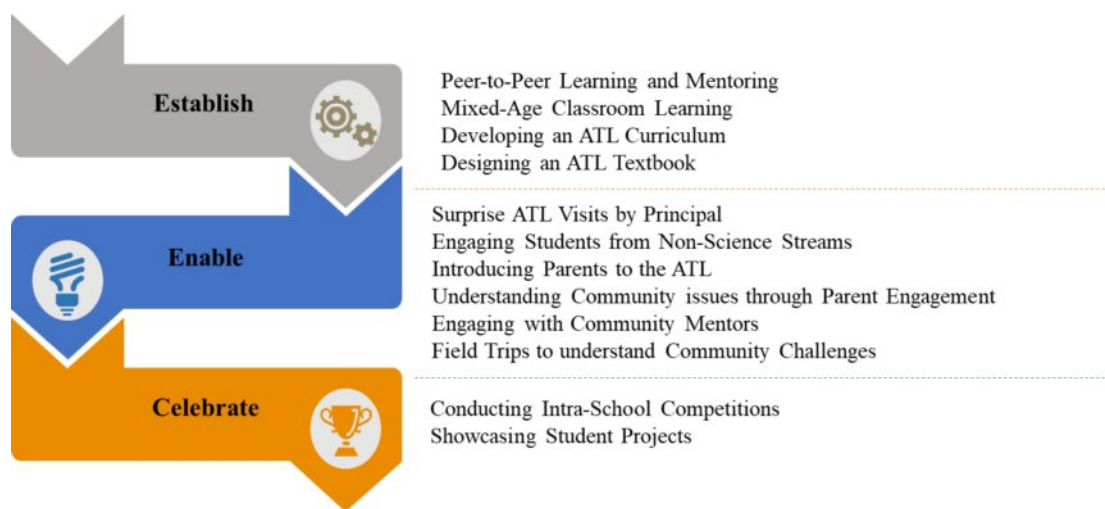 Establish
Peer-to-Peer Learning and Mentoring
Mixed-Age Classroom Learning
Developing an ATL Curriculum
Designing an ATL Textbook
Enable
Surprise ATL Visits by Principal
Engaging Students from Non-Science Streams
Introducing Parents to the ATL
Understanding Community issues through Parent Engagement
Engaging with Community Mentors
Field Trips to understand Community Challenges
Celebrate
Conducting Intra-School Competitions
Showcasing Student Projects